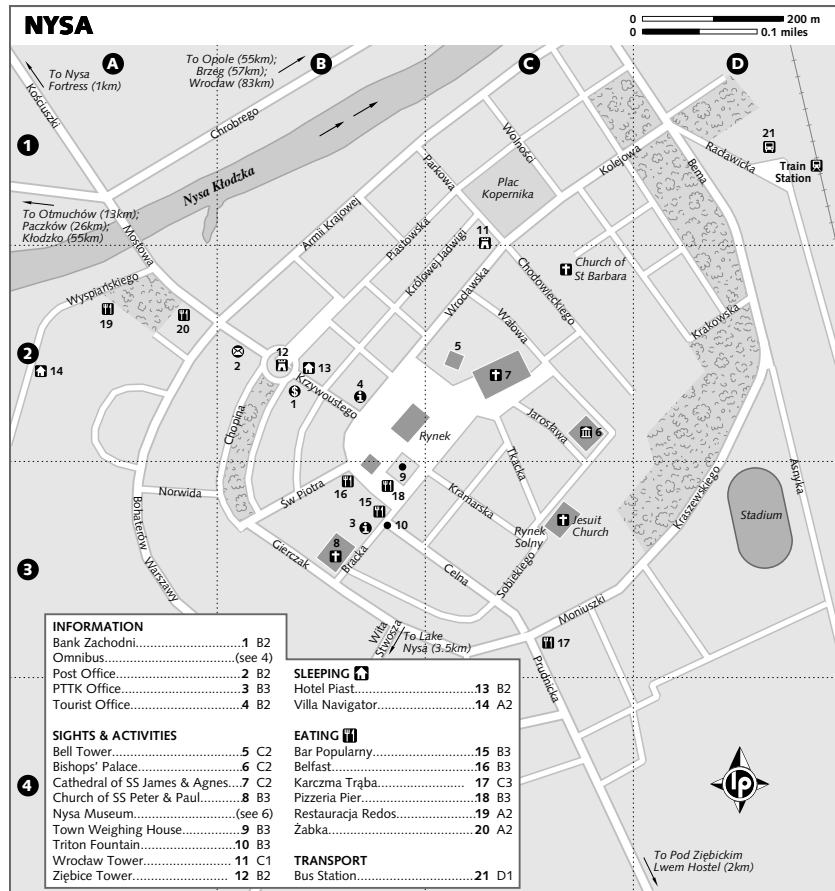 NYSA
0 200 m
0 0.1 miles
A
B
C
D
1
2
3
4
To Nysa
Fortress (1km)
To Opole (55km);
Brzeg (57km);
Wrocław (83km)
Kościuszki
Chrobrego
Nysa Kłodzka
To Otmuchów (13km);
Paczków (26km);
Kłodzko (55km)
Mostowa
Armii Krajowej
Parkowa
Wolności
Plac
Kopernika
Kolejowa
Bema
Racławicka
21
Train
Station
Piastowska
Królowej Jadwigi
11
Wrocławska
Chodowieckiego
Church of
St Barbara
Wyspiańskiego
19
20
2
12
13
14
1
4
Krzywoustego
Chopina
5
Wałowa
7
Krakowska
Rynek
Jarosława
6
Tkacka
9
Norwida
Św Piotra
16
18
15
Kramarska
3
10
Bohaterów Warszawy
Gierczak
8
Bracka
Celna
Rynek
Solny
Jesuit
Church
Sobieskiego
Kraszewskiego
Asnyka
Stadium
Moniuszki
Wita
Stwosza
To Lake
Nysa (3.5km)
17
Prudnicka
INFORMATION
Bank Zachodni 1 B2
Omnibus (see 4)
Post Office 2 B2
PTTK Office 3 B3
Tourist Office 4 B2
SIGHTS & ACTIVITIES
Bell Tower 5 C2
Bishops' Palace 6 C2
Cathedral of SS James & Agnes 7 C2
Church of SS Peter & Paul 8 B3
Nysa Museum (see 6)
Town Weighing House 9 B3
Triton Fountain 10 B3
Wrocław Tower 11 C1
Ziębice Tower 12 B2
SLEEPING
Hotel Piast 13 B2
Villa Navigator 14 A2
EATING
Bar Popularny 15 B3
Belfast 16 B3
Karczma Trąba 17 C3
Pizzeria Pier 18 B3
Restauracja Redos 19 A2
Żabka 20 A2
TRANSPORT
Bus Station 21 D1
lp
To Pod Ziębickim
Lwem Hostel (2km)